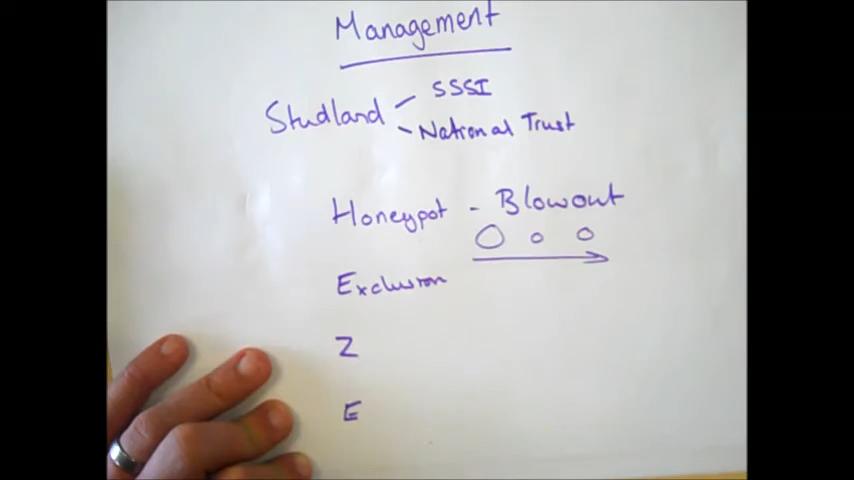 Management
Studland
SSSI
National Trust
Honeypot - Blowout
Exclusion
Z
E